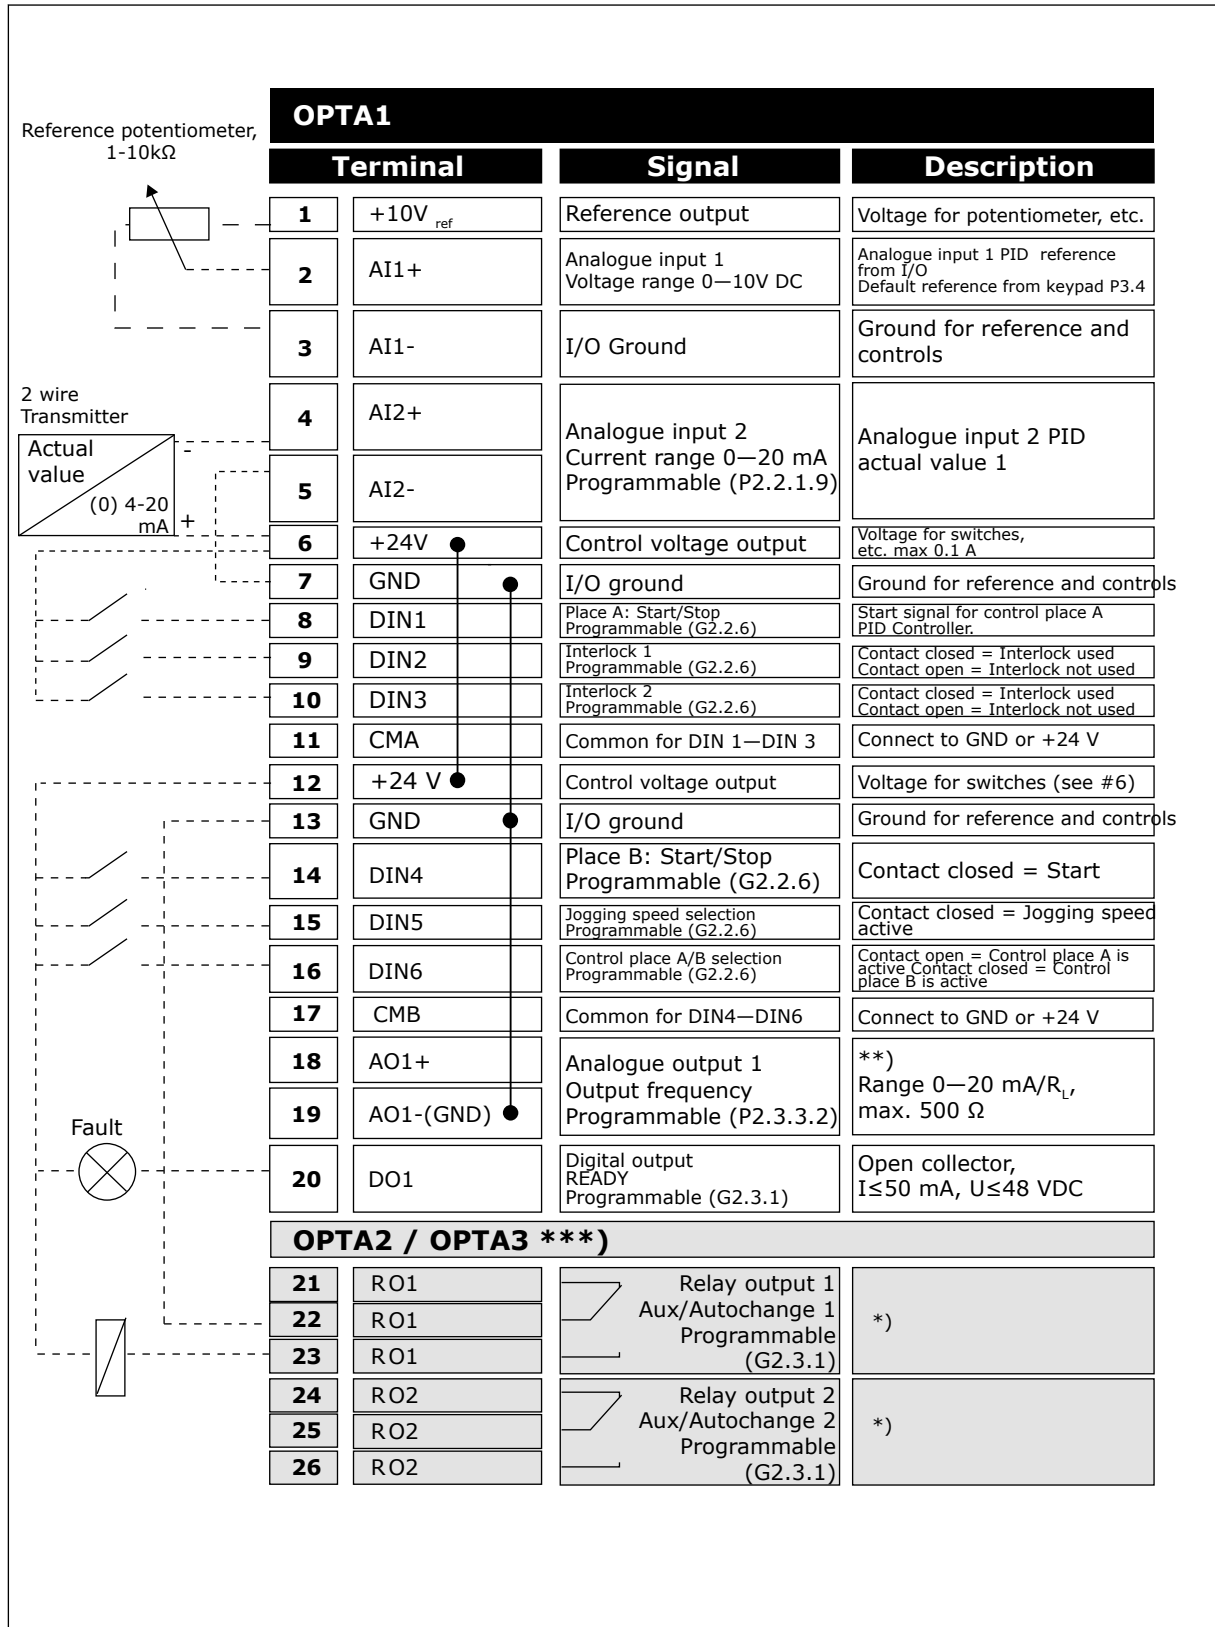 OPTA1
Reference potentiometer,
1-10kΩ
Terminal Signal Description
1 +10V ref Reference output Voltage for potentiometer, etc.
2 AI1+ Analogue input 1
Voltage range 0—10V DC
Analogue input 1 PID reference
from I/O
Default reference from keypad P3.4
3 AI1- I/O Ground Ground for reference and
controls
2 wire
Transmitter
Actual
value
(0) 4-20
mA
-
+
4 AI2+
5 AI2-
Analogue input 2
Current range 0—20 mA
Programmable (P2.2.1.9)
Analogue input 2 PID
actual value 1
6 +24V Control voltage output Voltage for switches,
etc. max 0.1 A
7 GND I/O ground Ground for reference and controls
8 DIN1 Place A: Start/Stop
Programmable (G2.2.6)
Start signal for control place A
PID Controller.
9 DIN2 Interlock 1
Programmable (G2.2.6)
Contact closed = Interlock used
Contact open = Interlock not used
10 DIN3 Interlock 2
Programmable (G2.2.6)
Contact closed = Interlock used
Contact open = Interlock not used
11 CMA Common for DIN 1—DIN 3 Connect to GND or +24 V
12 +24 V Control voltage output Voltage for switches (see #6)
13 GND I/O ground Ground for reference and controls
14 DIN4 Place B: Start/Stop
Programmable (G2.2.6)
Contact closed = Start
15 DIN5 Jogging speed selection
Programmable (G2.2.6)
Contact closed = Jogging speed
active
16 DIN6 Control place A/B selection
Programmable (G2.2.6)
Contact open = Control place A is
active Contact closed = Control
place B is active
17 CMB Common for DIN4—DIN6 Connect to GND or +24 V
18 AO1+
19 AO1-(GND)
Analogue output 1
Output frequency
Programmable (P2.3.3.2)
**)
Range 0—20 mA/RL,
max. 500 Ω
Fault
20 DO1 Digital output
READY
Programmable (G2.3.1)
Open collector,
I≤50 mA, U≤48 VDC
OPTA2 / OPTA3 ***)
21 RO1
22 RO1
23 RO1
Relay output 1
Aux/Autochange 1
Programmable
(G2.3.1)
*)
24 RO2
25 RO2
26 RO2
Relay output 2
Aux/Autochange 2
Programmable
(G2.3.1)
*)